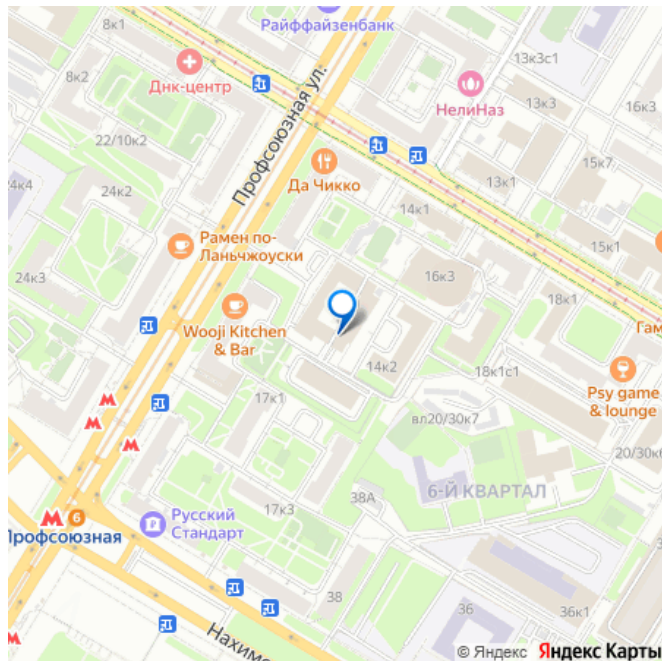 8к1
Райффайзенбанк
8к2
Днк-центр
Профсоюзная ул.
13к3с1
НелиНаз
13к3
16к3
22/10к2
15к7
24к4
24к2
Да Чикко
13к1
14к1
Рамен по-
Ланьчжоуски
15к1
24к3
16к3
18к1
Wooji Kitchen
& Bar
Гам
14к2
18к1с1
Psy game
& lounge
17к1
вл20/30к7
20/30к6
38А
6-Й КВАРТАЛ
17к3
Русский
Стандарт
6
Профсоюзная
38
36
36к1
Нахимо
© Яндекс Яндекс Карты